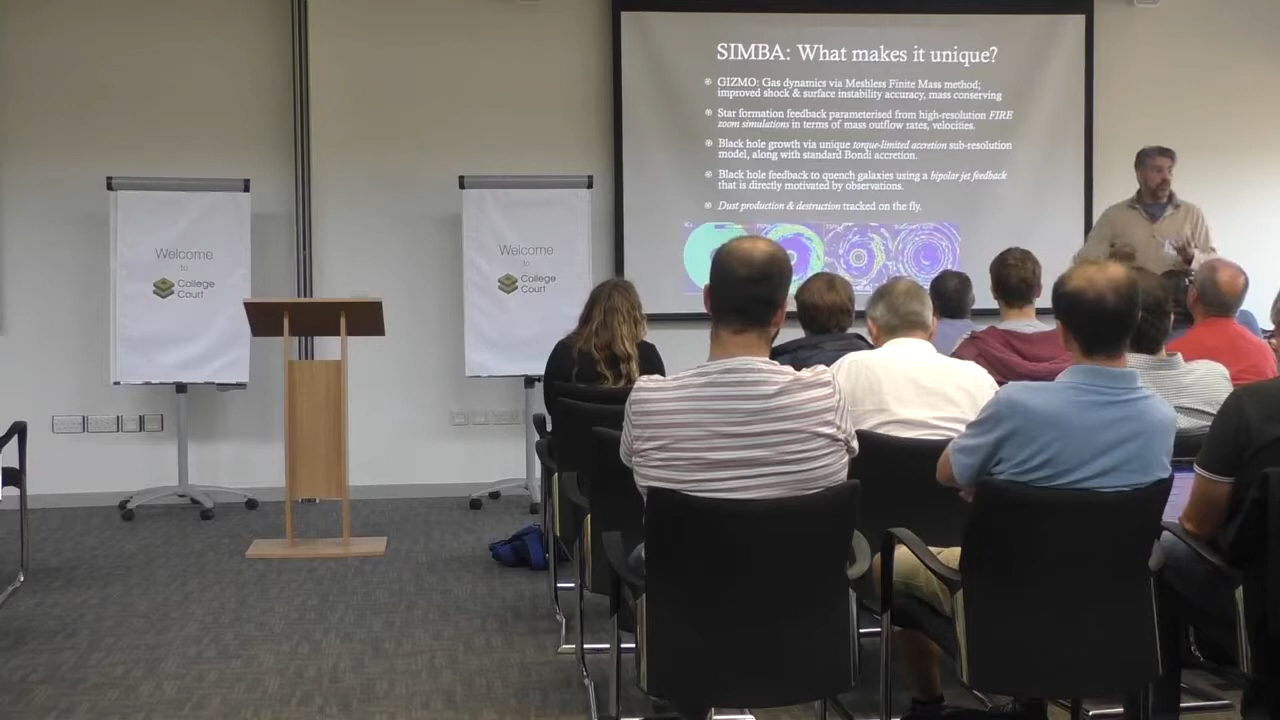 SIMBA: What makes it unique?
GIZMO: Gas dynamics via Meshless Finite Mass method;
improved shock & surface instability accuracy, mass conserving
Star formation feedback parameterised from high-resolution FIRE
zoom simulations in terms of mass outflow rates, velocities.
Black hole growth via unique torque-limited accretion sub-resolution
model, along with standard Bondi accretion.
Black hole feedback to quench galaxies using a bipolar jet feedback
that is directly motivated by observations.
Dust production & destruction tracked on the fly.
Welcome
to
College
Court
Welcome
to
College
Court